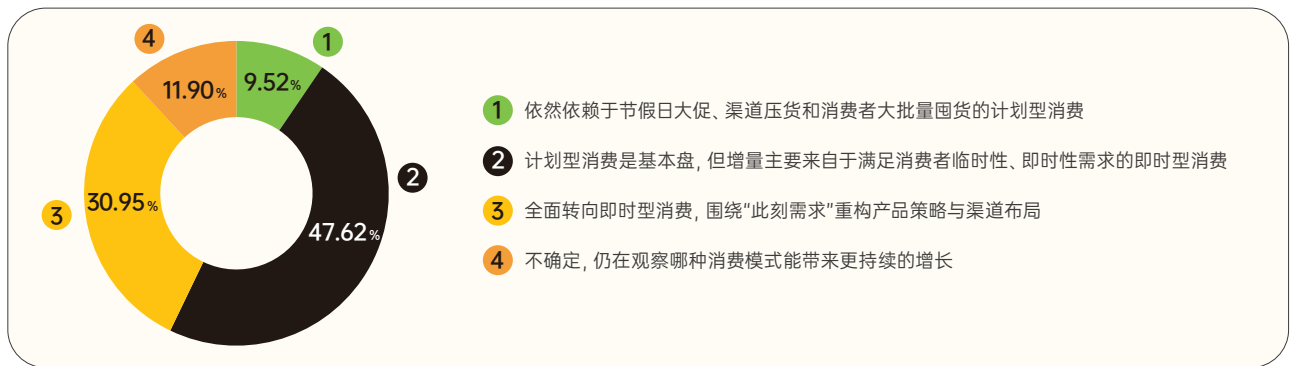 4
1
11.90%
9.52%
1 依然依赖于节假日大促、渠道压货和消费者大批量囤货的计划型消费
2 计划型消费是基本盘, 但增量主要来自于满足消费者临时性、即时性需求的即时型消费
2
30.95%
3
3 全面转向即时型消费, 围绕“此刻需求”重构产品策略与渠道布局
47.62%
4 不确定, 仍在观察哪种消费模式能带来更持续的增长